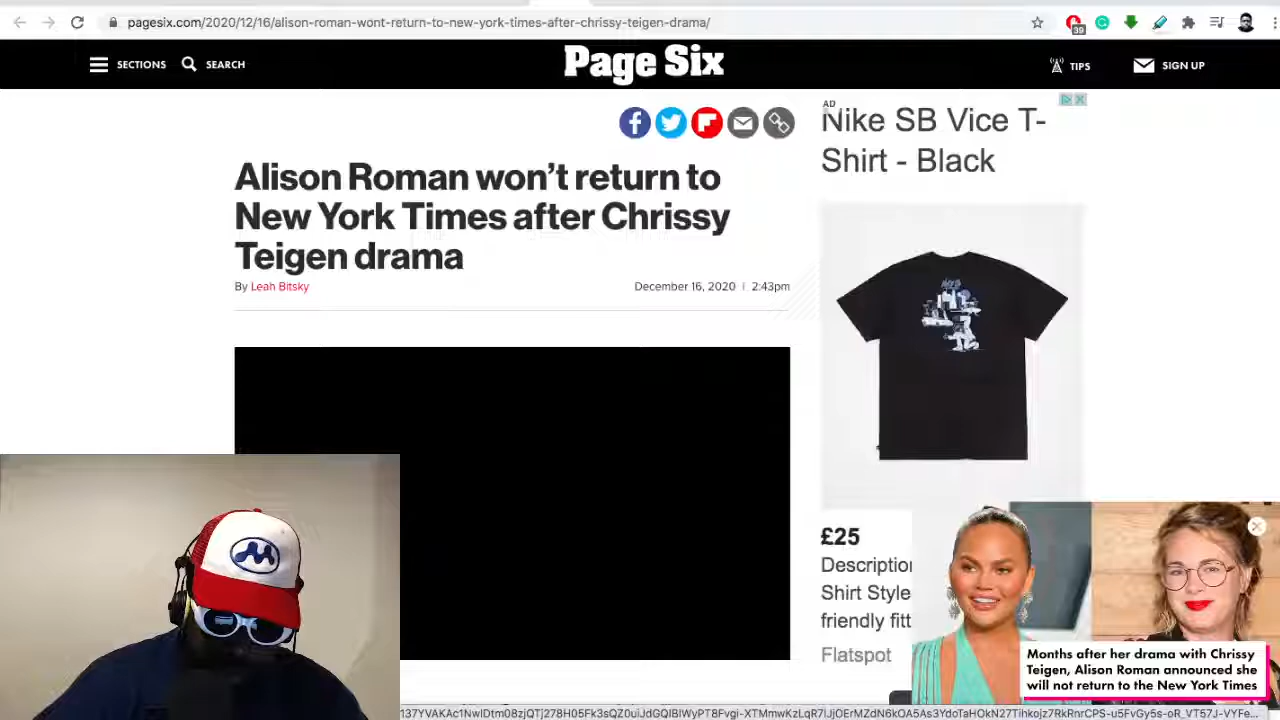 pagesix.com/2020/12/16/alison-roman-wont-return-to-new-york-times-after-chrissy-teigen-drama/
39
SECTIONS
SEARCH
Page Six
TIPS
SIGN UP
AD
Nike SB Vice T-
Shirt - Black
Alison Roman won’t return to
New York Times after Chrissy
Teigen drama
By Leah Bitsky
December 16, 2020 | 2:43pm
£25
Description
Shirt Style
friendly fitt
Flatspot
Months after her drama with Chrissy
Teigen, Alison Roman announced she
will not return to the New York Times